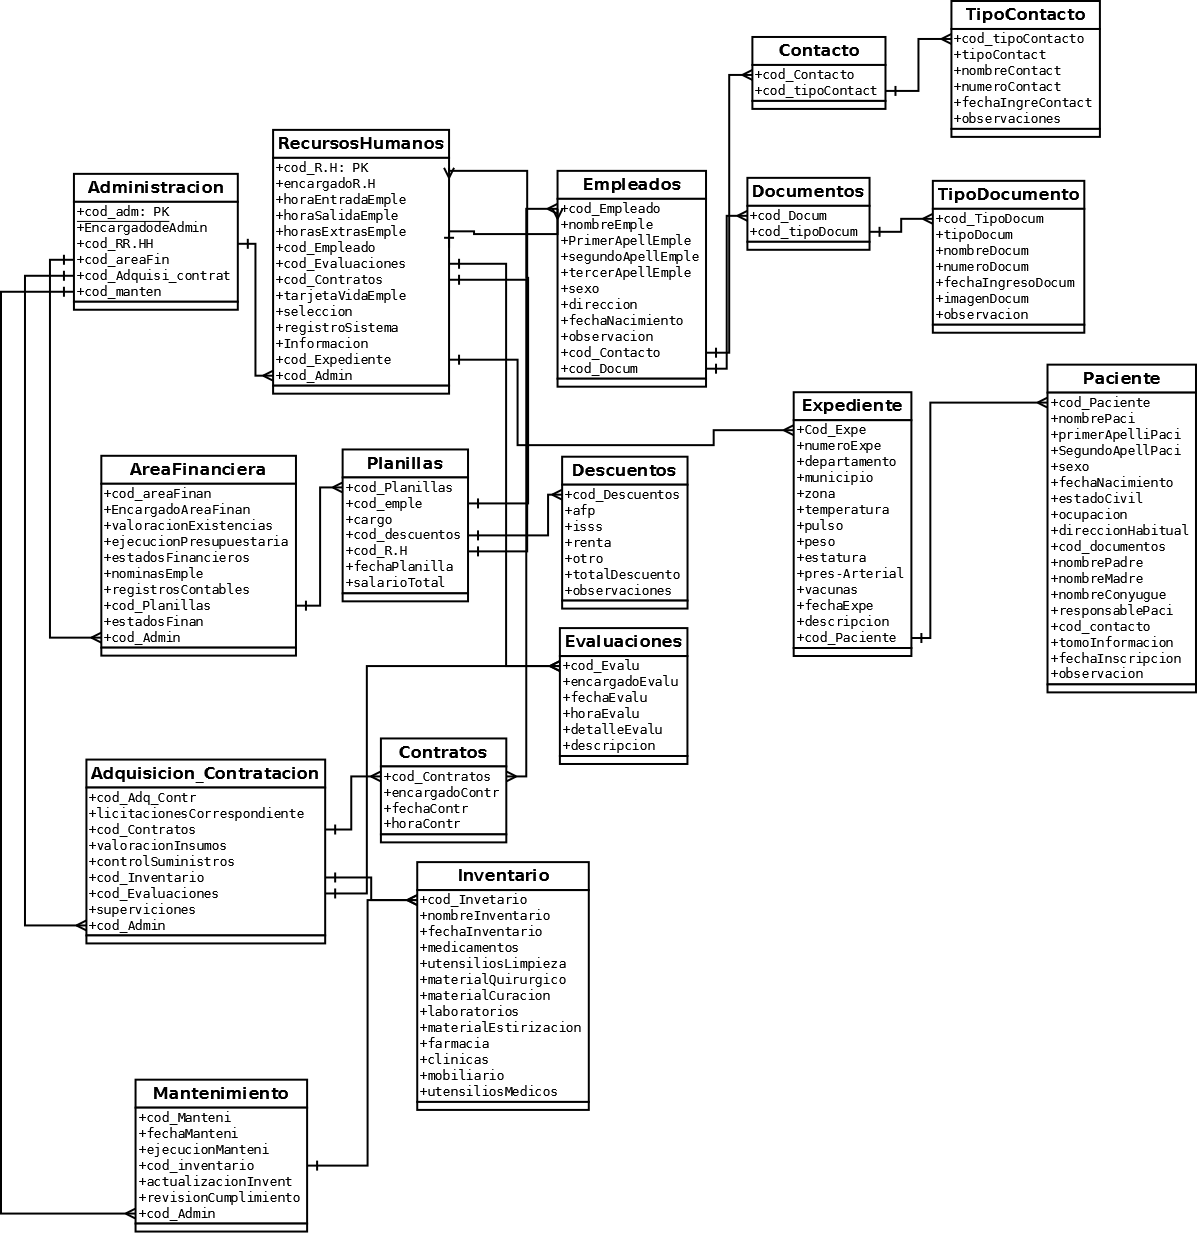 TipoContacto
+cod_tipoContacto
+tipoContact
+nombreContact
+numeroContact
+fechaIngreContact
+observaciones
Contacto
+cod_Contacto
+cod_tipoContact
RecursosHumanos
+cod_R.H: PK
+encargadoR.H
+horaEntradaEmple
+horaSalidaEmple
+horasExtrasEmple
+cod_Empleado
+cod_Evaluaciones
+cod_Contratos
+tarjetaVidaEmple
+seleccion
+registroSistema
+Informacion
+cod_Expediente
+cod_Admin
Administracion
+cod_adm: PK
+EncargadodeAdmin
+cod_RR.HH
+cod_areaFin
+cod_Adquisi_contrat
+cod_manten
Empleados
+cod_Empleado
+nombreEmple
+PrimerApellEmple
+segundoApellEmple
+tercerApellEmple
+sexo
+direccion
+fechaNacimiento
+observacion
+cod_Contacto
+cod_Docum
Documentos
+cod_Docum
+cod_tipoDocum
TipoDocumento
+cod_TipoDocum
+tipoDocum
+nombreDocum
+numeroDocum
+fechaIngresoDocum
+imagenDocum
+observacion
Paciente
+cod_Paciente
+nombrePaci
+primerApelliPaci
+SegundoApellPaci
+sexo
+fechaNacimiento
+estadoCivil
+ocupacion
+direccionHabitual
+cod_documentos
+nombrePadre
+nombreMadre
+nombreConyugue
+responsablePaci
+cod_contacto
+tomoInformacion
+fechaInscripcion
+observacion
Expediente
+Cod_Expe
+numeroExpe
+departamento
+municipio
+zona
+temperatura
+pulso
+peso
+estatura
+pres-Arterial
+vacunas
+fechaExpe
+descripcion
+cod_Paciente
AreaFinanciera
+cod_areaFinan
+EncargadoAreaFinan
+valoracionExistencias
+ejecucionPresupuestaria
+estadosFinancieros
+nominasEmple
+registrosContables
+cod_Planillas
+estadosFinan
+cod_Admin
Planillas
+cod_Planillas
+cod_emple
+cargo
+cod_descuentos
+cod_R.H
+fechaPlanilla
+salarioTotal
Descuentos
+cod_Descuentos
+afp
+isss
+renta
+otro
+totalDescuento
+observaciones
Evaluaciones
+cod_Evalu
+encargadoEvalu
+fechaEvalu
+horaEvalu
+detalleEvalu
+descripcion
Contratos
+cod_Contratos
+encargadoContr
+fechaContr
+horaContr
Adquisicion_Contratacion
+cod_Adq_Contr
+licitacionesCorrespondiente
+cod_Contratos
+valoracionInsumos
+controlSuministros
+cod_Inventario
+cod_Evaluaciones
+superviciones
+cod_Admin
Inventario
+cod_Invetario
+nombreInventario
+fechaInventario
+medicamentos
+utensiliosLimpieza
+materialQuirurgico
+materialCuracion
+laboratorios
+materialEstirizacion
+farmacia
+clinicas
+mobiliario
+utensiliosMedicos
Mantenimiento
+cod_Manteni
+fechaManteni
+ejecucionManteni
+cod_inventario
+actualizacionInvent
+revisionCumplimiento
+cod_Admin